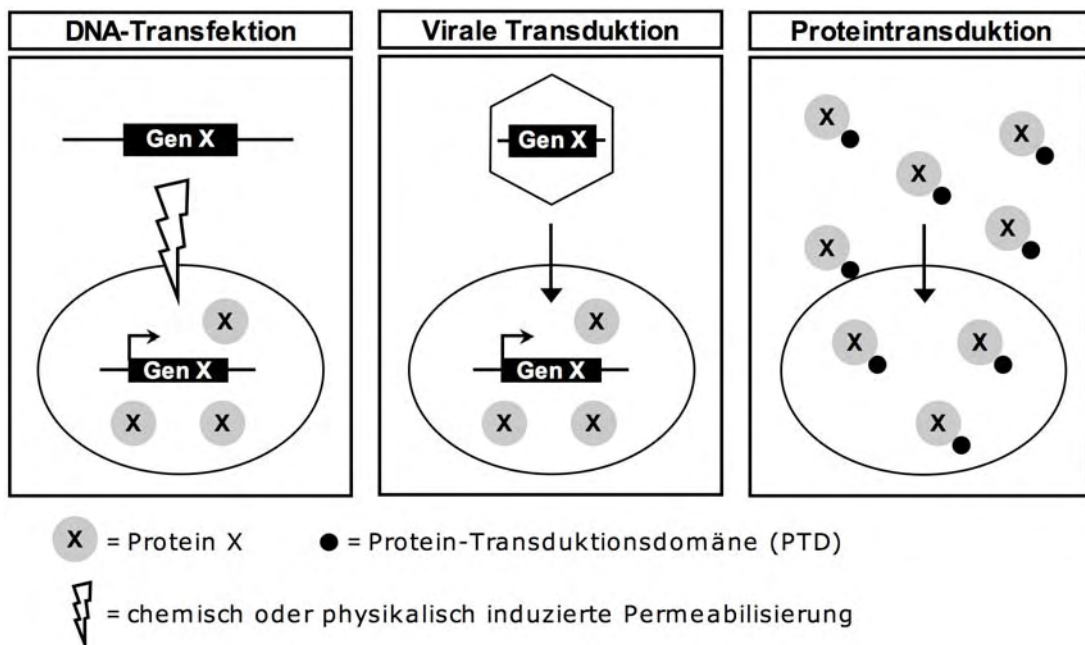 DNA-Transfektion
Gen X
X
Gen X
X
X
Virale Transduktion
Gen X
X
Gen X
X
X
Proteintransduktion
X
X
X
X
X
X
X
X
X = Protein X
= Protein-Transduktionsdomäne (PTD)
= chemisch oder physikalisch induzierte Permeabilisierung